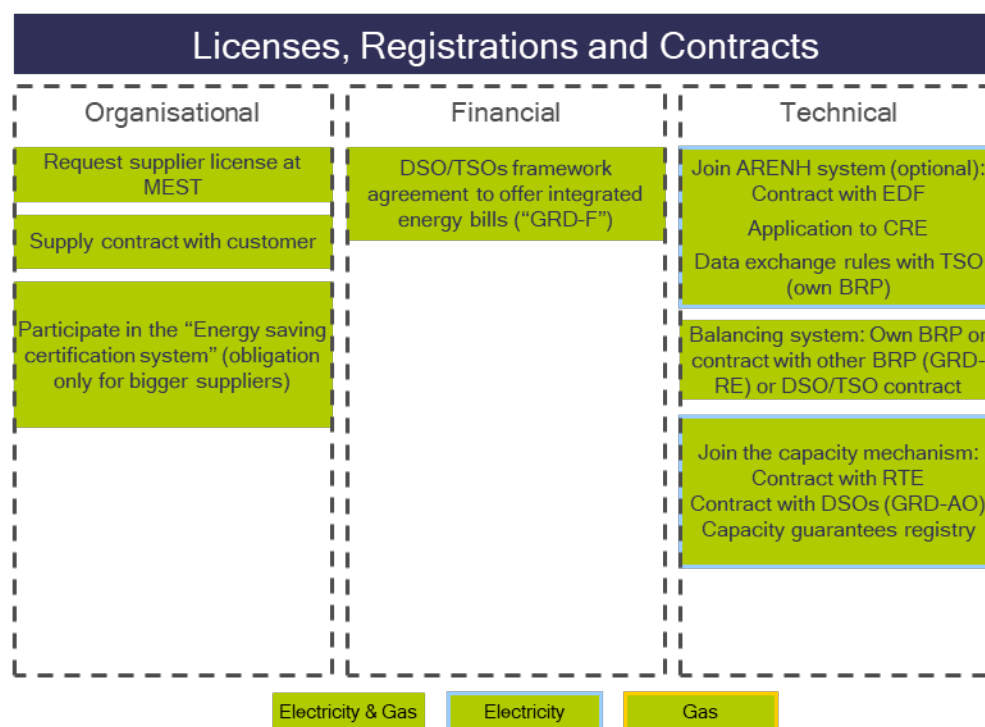 Licenses, Registrations and Contracts
Organisational
Request supplier license at
MEST
Supply contract with customer
Participate in the “Energy saving
certification system” (obligation
only for bigger suppliers)
Financial
DSO/TSOs framework
agreement to offer integrated
energy bills (“GRD-F”)
Technical
Join ARENH system (optional):
Contract with EDF
Application to CRE
Data exchange rules with TSO
(own BRP)
Balancing system: Own BRP or
contract with other BRP (GRD-
RE) or DSO/TSO contract
Join the capacity mechanism:
Contract with RTE
Contract with DSOs (GRD-AO)
Capacity guarantees registry
Electricity & Gas
Electricity
Gas